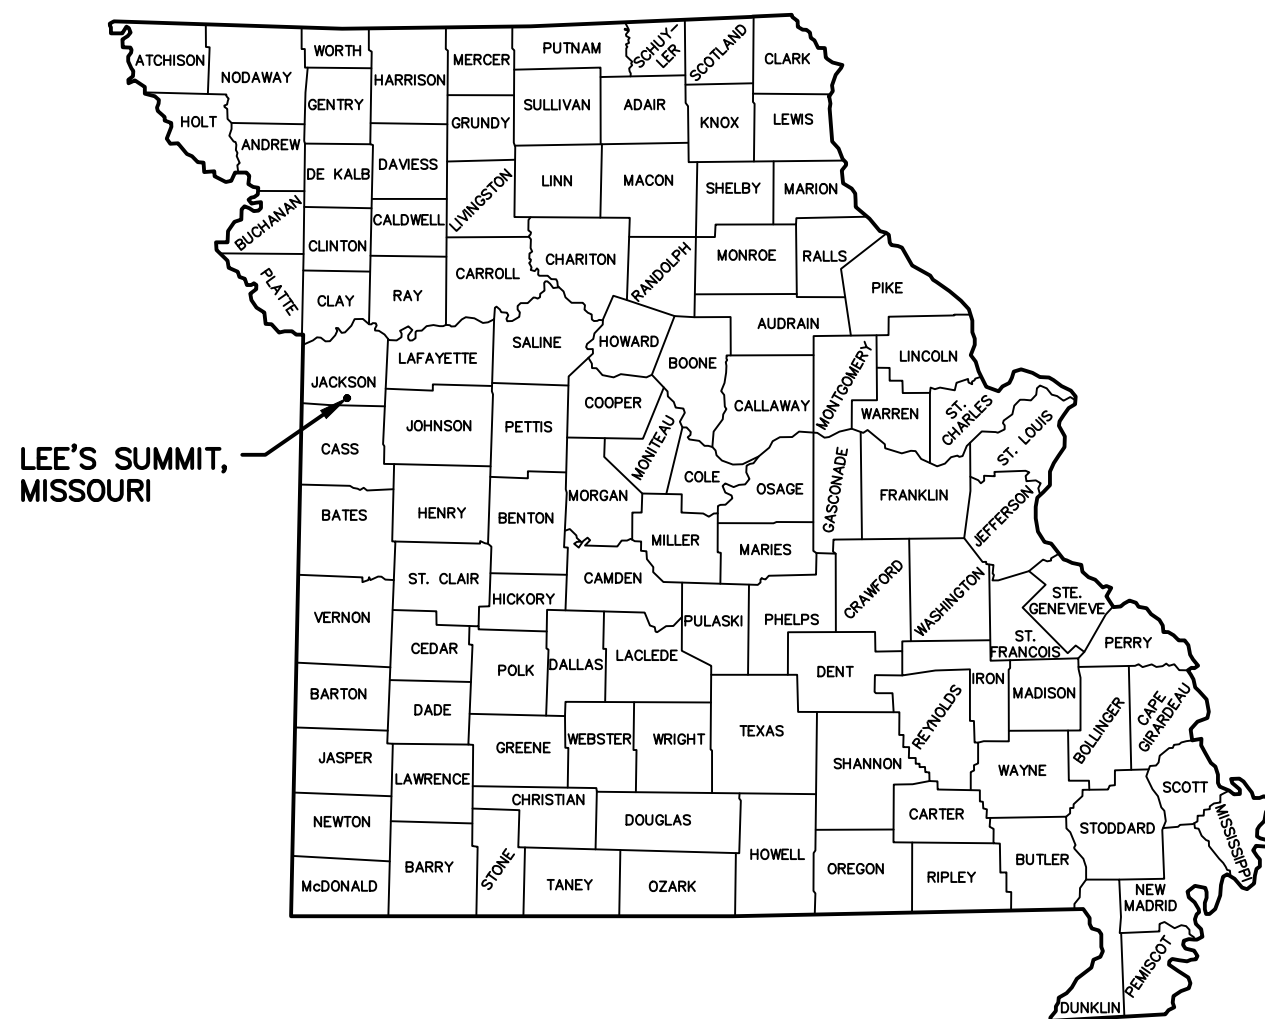 ATCHISON
NODAWAY
WORTH
HARRISON
MERCER
PUTNAM
SCHUY-
LER
SCOTLAND
CLARK
HOLT
ANDREW
GENTRY
GRUNDY
SULLIVAN
ADAIR
KNOX
LEWIS
DE KALB
DAVIESS
LIVINGSTON
LINN
MACON
SHELBY
MARION
BUCHANAN
CLINTON
CALDWELL
CARROLL
CHARITON
RANDOLPH
MONROE
RALLS
PIKE
PLATTE
CLAY
RAY
AUDRAIN
JACKSON
LAFAYETTE
SALINE
HOWARD
BOONE
CALLAWAY
MONTGOMERY
LINCOLN
WARREN
ST.
CHARLES
ST. LOUIS
LEE'S SUMMIT,
MISSOURI
CASS
JOHNSON
PETTIS
COOPER
MONITEAU
COLE
OSAGE
GASCONADE
FRANKLIN
JEFFERSON
BATES
HENRY
BENTON
MORGAN
MILLER
MARIES
ST. CLAIR
HICKORY
CAMDEN
PULASKI
PHELPS
CRAWFORD
WASHINGTON
STE.
GENEVIEVE
ST.
FRANCOIS
PERRY
VERNON
CEDAR
POLK
DALLAS
LACLEDE
DENT
IRON
MADISON
BOLLINGER
CAPE
GIRARDEAU
BARTON
DADE
GREENE
WEBSTER
WRIGHT
TEXAS
REYNOLDS
JASPER
LAWRENCE
CHRISTIAN
DOUGLAS
SHANNON
WAYNE
CARTER
SCOTT
STODDARD
MISSISSIPPI
NEWTON
McDONALD
BARRY
STONE
TANEY
OZARK
HOWELL
OREGON
RIPLEY
BUTLER
NEW
MADRID
PEMISCOT
DUNKLIN